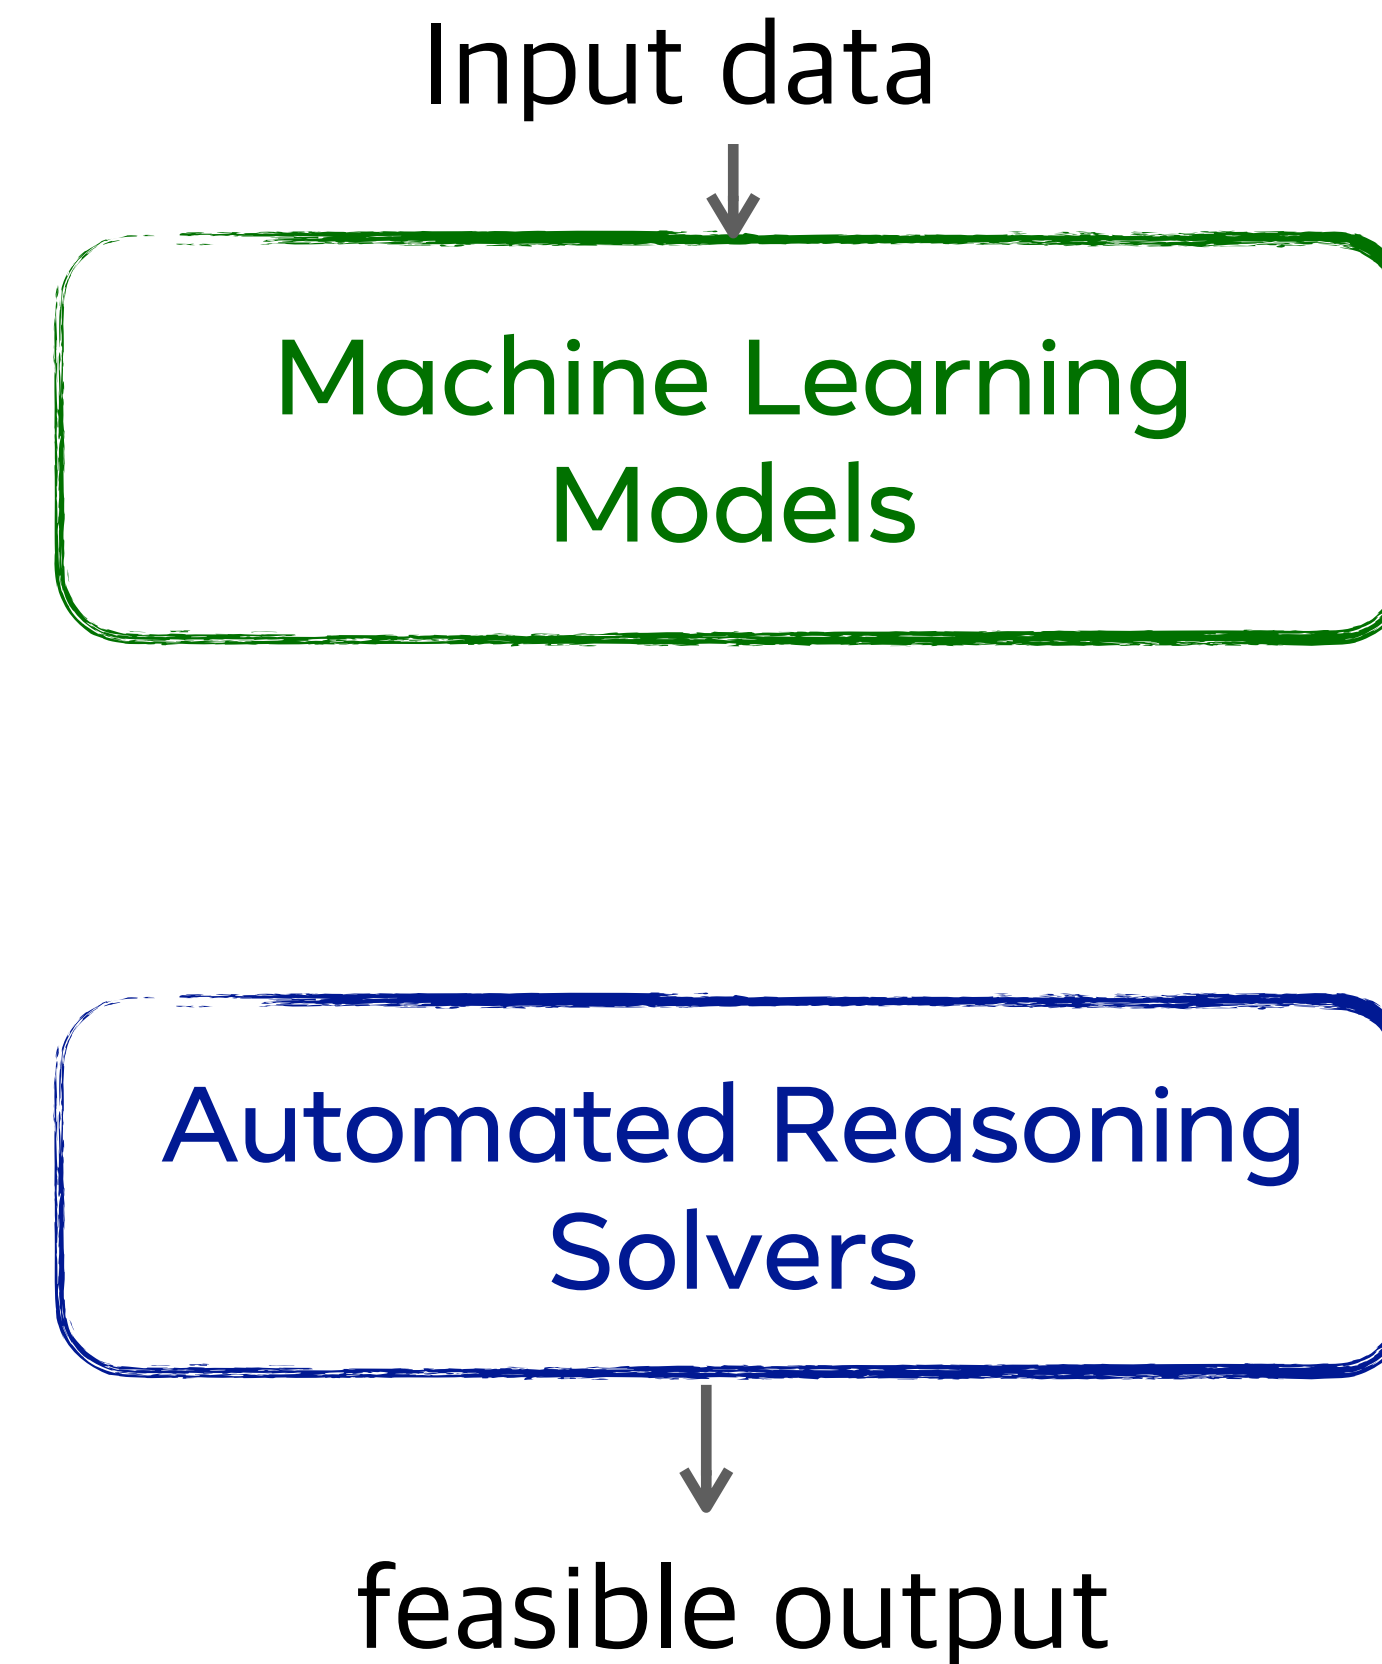 Input data
Machine Learning
Models
Automated Reasoning
Solvers
feasible output